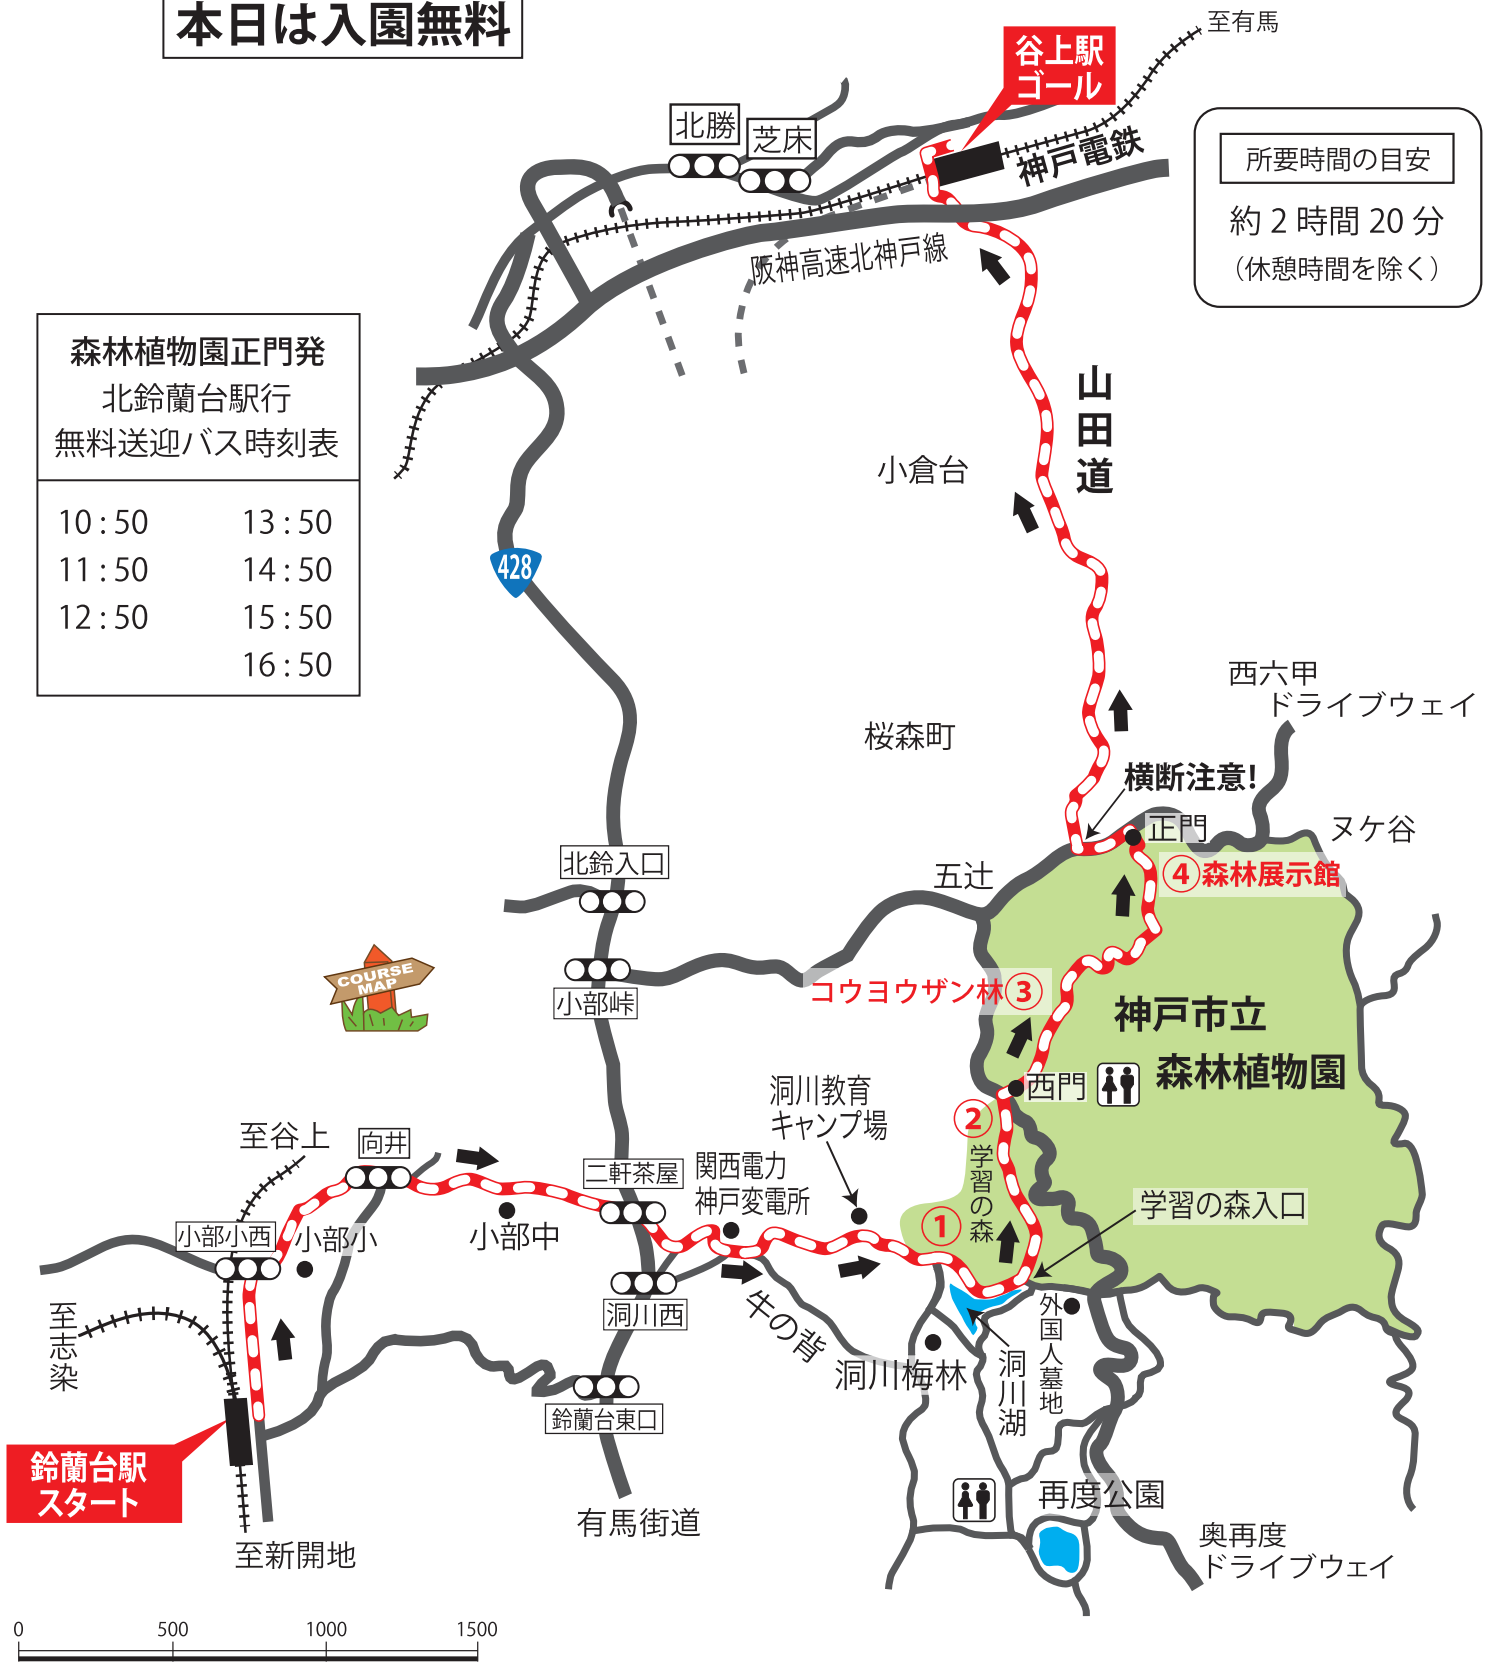 本日は入園無料
至有馬
谷上駅
ゴール
北勝
芝床
神戸電鉄
所要時間の目安
約 2 時間 20 分
（休憩時間を除く）
阪神高速北神戸線
森林植物園正門発
北鈴蘭台駅行
無料送迎バス時刻表
10 : 50
11 : 50
12 : 50
13 : 50
14 : 50
15 : 50
16 : 50
山田道
小倉台
428
西六甲
ドライブウェイ
桜森町
横断注意!
正門
ヌケ谷
④森林展示館
五辻
北鈴入口
小部峠
COURSE
MAP
コウヨウザン林③
神戸市立
森林植物園
西門
②
洞川教育
キャンプ場
学習の森
①
学習の森入口
至谷上
向井
二軒茶屋
関西電力
神戸変電所
小部小西
小部小
小部中
洞川西
牛の背
至志染
外国人墓地
洞川梅林
洞川湖
鈴蘭台東口
鈴蘭台駅
スタート
再度公園
有馬街道
奥再度
ドライブウェイ
至新開地
0
500
1000
1500